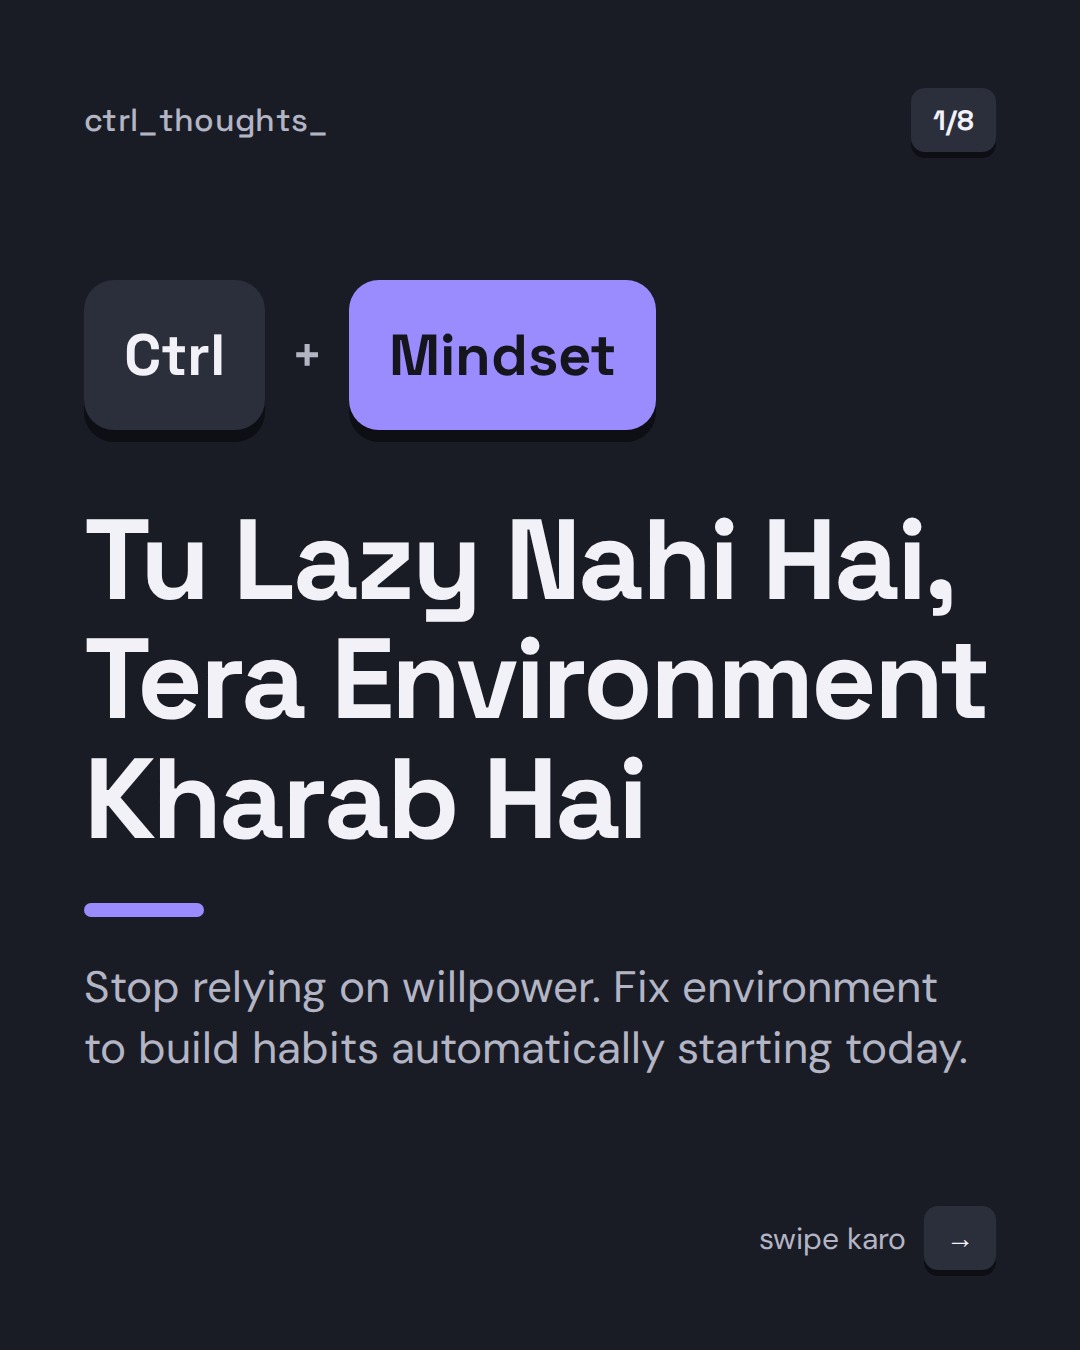 ctrl_thoughts_
1/8
Ctrl + Mindset
Tu Lazy Nahi Hai,
Tera Environment
Kharab Hai
Stop relying on willpower. Fix environment
to build habits automatically starting today.
swipe karo →